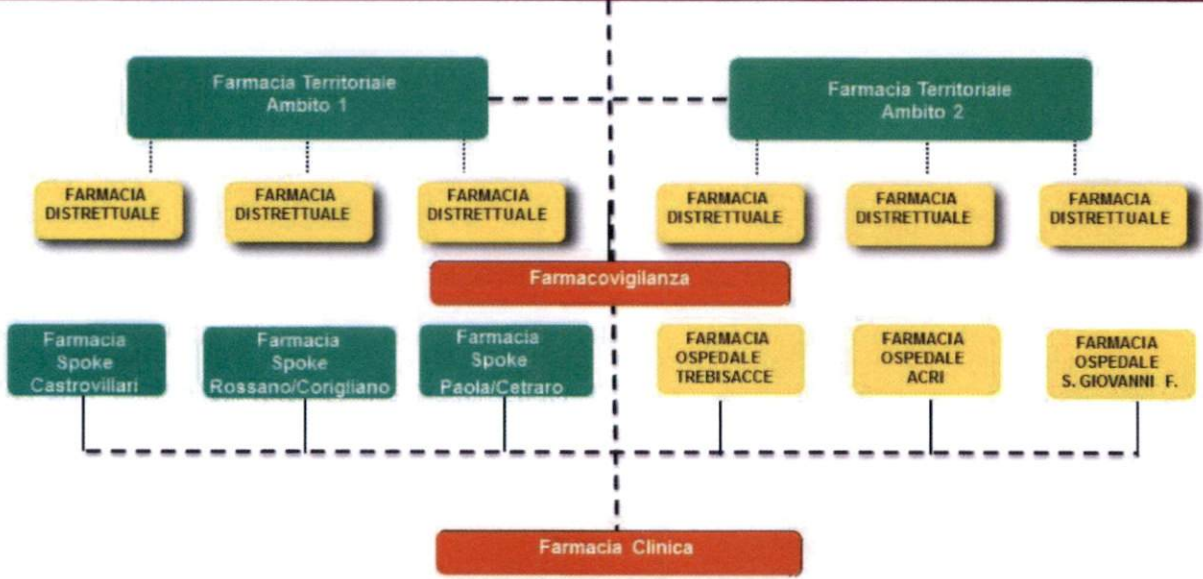 Farmacia Territoriale
Ambito 1
Farmacia Territoriale
Ambito 2
FARMACIA
DISTRETTUALE
FARMACIA
DISTRETTUALE
FARMACIA
DISTRETTUALE
FARMACIA
DISTRETTUALE
FARMACIA
DISTRETTUALE
FARMACIA
DISTRETTUALE
Farmacovigilanza
Farmacia
Spoke
Castrovillari
Farmacia
Spoke
Rossano/Corigliano
Farmacia
Spoke
Paola/Cetraro
FARMACIA
OSPEDALE
TREBISACCE
FARMACIA
OSPEDALE
ACRI
FARMACIA
OSPEDALE
S. GIOVANNI F.
Farmacia Clinica